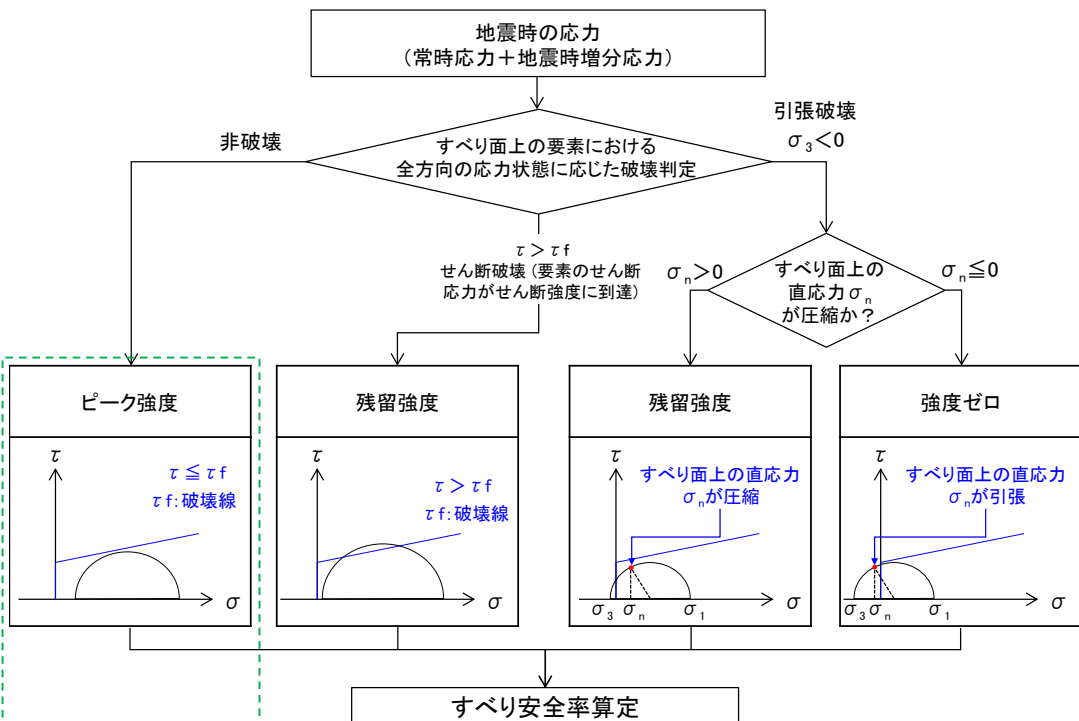 地震時の応力
（常時応力＋地震時増分応力）
非破壊
引張破壊
σ3＜0
すべり面上の要素における
全方向の応力状態に応じた破壊判定
τ＞τf
せん断破壊（要素のせん断
応力がせん断強度に到達）
σn＞0
すべり面上の
直応力σn
が圧縮か？
σn≦0
ピーク強度
τ
τ≦τf
τf:破壊線
σ
残留強度
τ
τ＞τf
τf:破壊線
σ
残留強度
τ
すべり面上の直応力
σnが圧縮
σ3 σn σ1
σ
強度ゼロ
τ
すべり面上の直応力
σnが引張
σ3 σn σ1
σ
すべり安全率算定